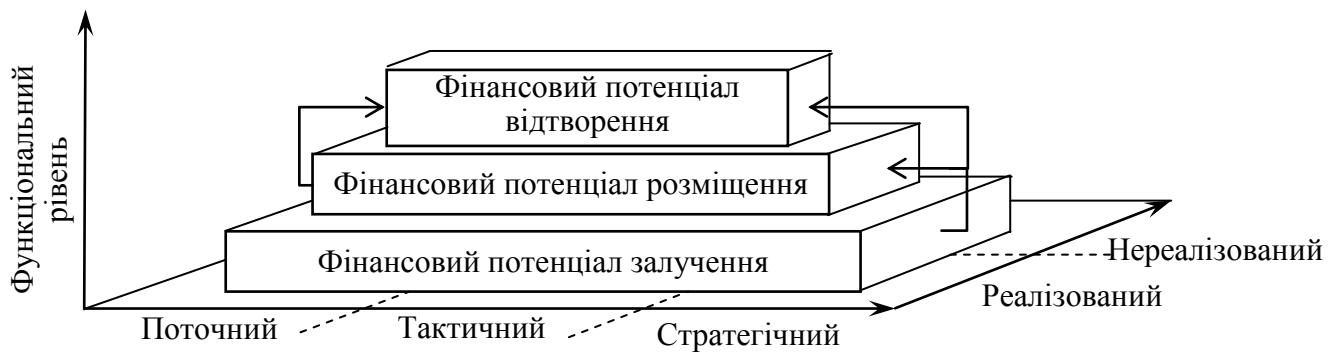 Функціональний
рівень
Фінансовий потенціал
відтворення
Фінансовий потенціал розміщення
Фінансовий потенціал залучення
Нереалізований
Реалізований
Поточний
Тактичний
Стратегічний